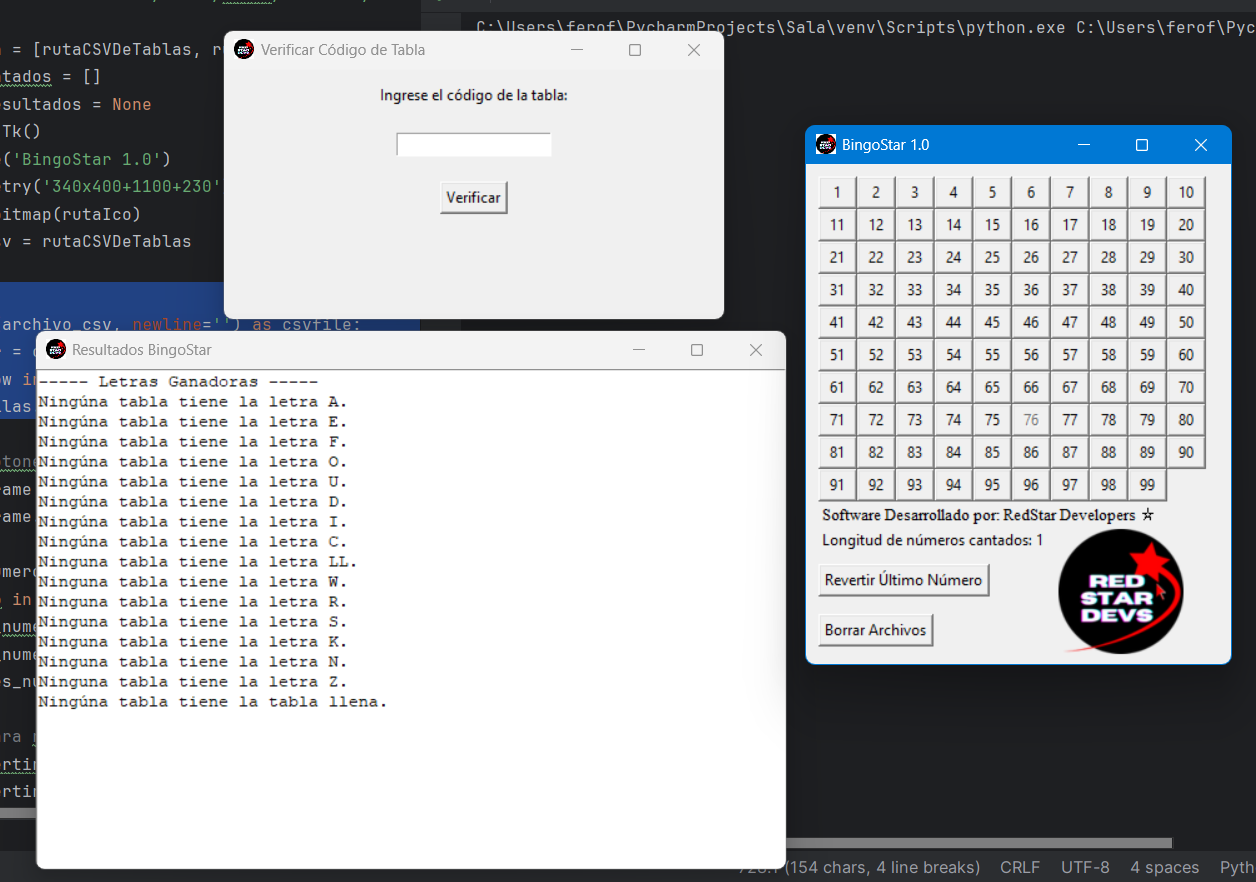 C:\Users\ferof\PycharmProjects\Sala\venv\Scripts\python.exe C:\Users\ferof\Pyc
= [rutaCSVDeTablas,
= []
= None
Tk()
('BingoStar 1.0')
('340x400+1100+230'
(rutaIco)
= rutaCSVDeTablas
archivo_csv, newline='') as csvfile:
Verificar Código de Tabla
Ingrese el código de la tabla:
Verificar
Resultados BingoStar
----- Letras Ganadoras -----
Ningúna tabla tiene la letra A.
Ningúna tabla tiene la letra E.
Ningúna tabla tiene la letra F.
Ningúna tabla tiene la letra O.
Ningúna tabla tiene la letra U.
Ningúna tabla tiene la letra D.
Ningúna tabla tiene la letra I.
Ningúna tabla tiene la letra C.
Ningúna tabla tiene la letra LL.
Ninguna tabla tiene la letra W.
Ninguna tabla tiene la letra R.
Ninguna tabla tiene la letra S.
Ninguna tabla tiene la letra K.
Ninguna tabla tiene la letra N.
Ninguna tabla tiene la letra Z.
Ningúna tabla tiene la tabla llena.
BingoStar 1.0
1 2 3 4 5 6 7 8 9 10
11 12 13 14 15 16 17 18 19 20
21 22 23 24 25 26 27 28 29 30
31 32 33 34 35 36 37 38 39 40
41 42 43 44 45 46 47 48 49 50
51 52 53 54 55 56 57 58 59 60
61 62 63 64 65 66 67 68 69 70
71 72 73 74 75 76 77 78 79 80
81 82 83 84 85 86 87 88 89 90
91 92 93 94 95 96 97 98 99
Software Desarrollado por: RedStar Developers ☆
Longitud de números cantados: 1
Revertir Último Número
Borrar Archivos
RED
STAR
DEVS
(154 chars, 4 line breaks) CRLF UTF-8 4 spaces Pyth